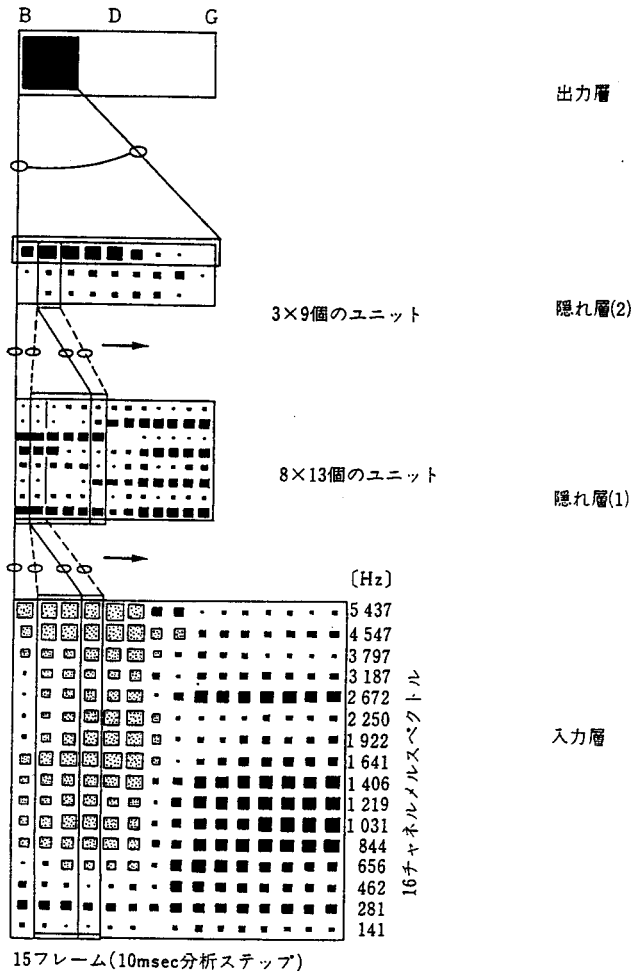 B D G
出力層
3×9個のユニット
隠れ層(2)
8×13個のユニット
隠れ層(1)
〔Hz〕
5 437
4 547
3 797
3 187
2 672
2 250
1 922
1 641
1 406
1 219
1 031
844
656
462
281
141
16チャネルメルスペクトル
入力層
15フレーム(10msec分析ステップ)